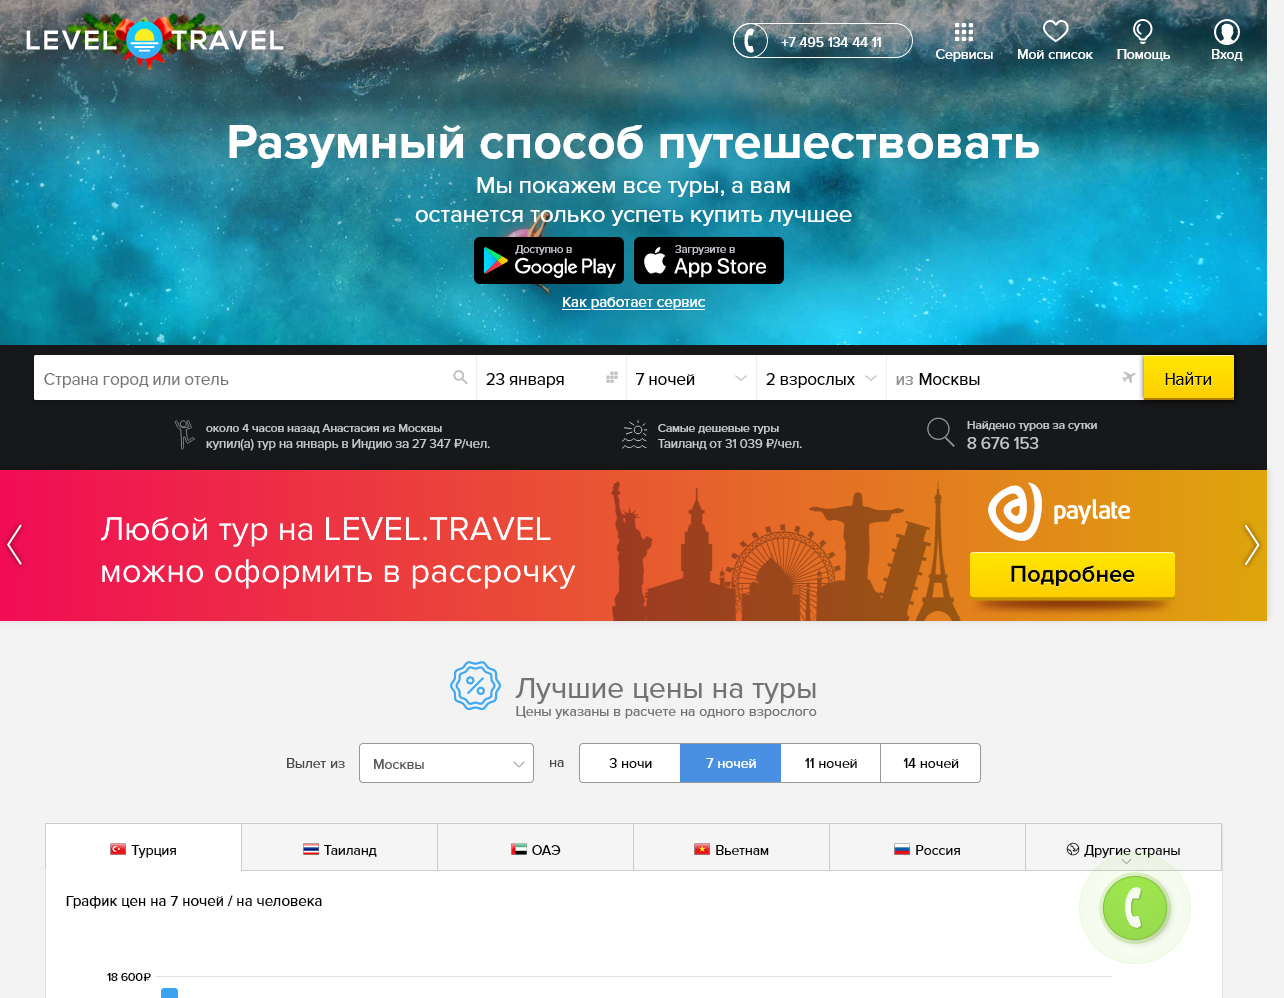 LEVEL TRAVEL
+7 495 134 44 11
Сервисы
Мой список
Помощь
Вход
Разумный способ путешествовать
Мы покажем все туры, а вам
останется только успеть купить лучшее
Доступно в
Google Play
Загрузите в
App Store
Как работает сервис
Страна город или отель
23 января
7 ночей
2 взрослых
из Москвы
Найти
около 4 часов назад Анастасия из Москвы
купил(а) тур на январь в Индию за 27 347 ₽/чел.
Самые дешевые туры
Таиланд от 31 039 ₽/чел.
Найдено туров за сутки
8 676 153
Любой тур на LEVEL.TRAVEL
можно оформить в рассрочку
paylate
Подробнее
Лучшие цены на туры
Цены указаны в расчете на одного взрослого
Вылет из
Москвы
на
3 ночи
7 ночей
11 ночей
14 ночей
Турция
Таиланд
ОАЭ
Вьетнам
Россия
Другие страны
График цен на 7 ночей / на человека
18 600₽